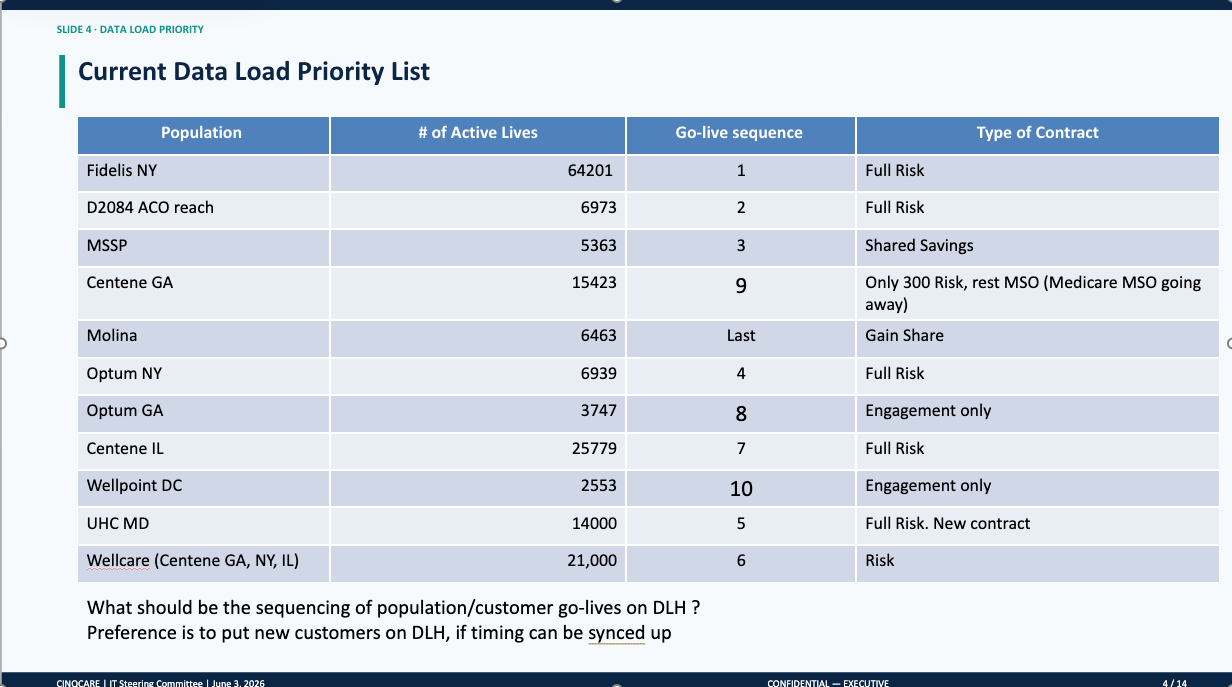 SLIDE 4 · DATA LOAD PRIORITY
Current Data Load Priority List
Population # of Active Lives Go-live sequence Type of Contract
Fidelis NY 64201 1 Full Risk
D2084 ACO reach 6973 2 Full Risk
MSSP 5363 3 Shared Savings
Centene GA 15423 9 Only 300 Risk, rest MSO (Medicare MSO going
away)
Molina 6463 Last Gain Share
Optum NY 6939 4 Full Risk
Optum GA 3747 8 Engagement only
Centene IL 25779 7 Full Risk
Wellpoint DC 2553 10 Engagement only
UHC MD 14000 5 Full Risk. New contract
Wellcare (Centene GA, NY, IL) 21,000 6 Risk
What should be the sequencing of population/customer go-lives on DLH ?
Preference is to put new customers on DLH, if timing can be synced up
CINQCARE | IT Steering Committee | June 3, 2026 CONFIDENTIAL — EXECUTIVE 4 / 14